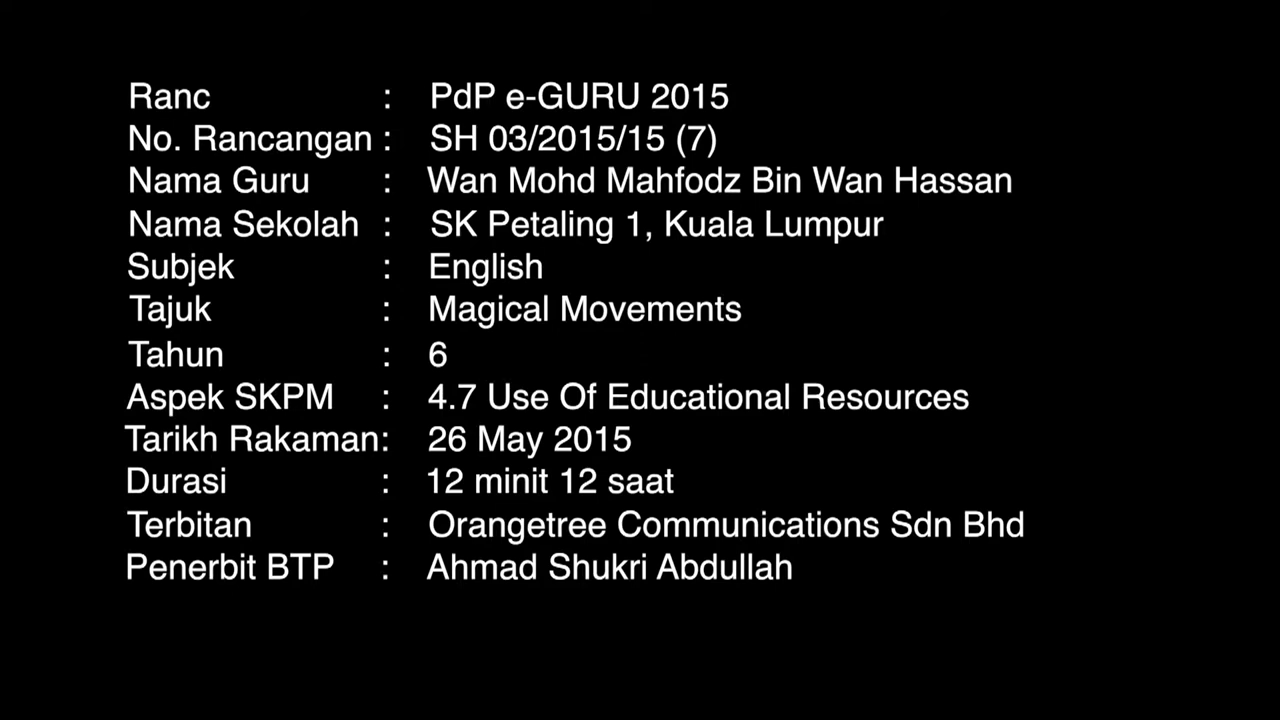 Ranc : PdP e-GURU 2015
No. Rancangan : SH 03/2015/15 (7)
Nama Guru : Wan Mohd Mahfodz Bin Wan Hassan
Nama Sekolah : SK Petaling 1, Kuala Lumpur
Subjek : English
Tajuk : Magical Movements
Tahun : 6
Aspek SKPM : 4.7 Use Of Educational Resources
Tarikh Rakaman: 26 May 2015
Durasi : 12 minit 12 saat
Terbitan : Orangetree Communications Sdn Bhd
Penerbit BTP : Ahmad Shukri Abdullah